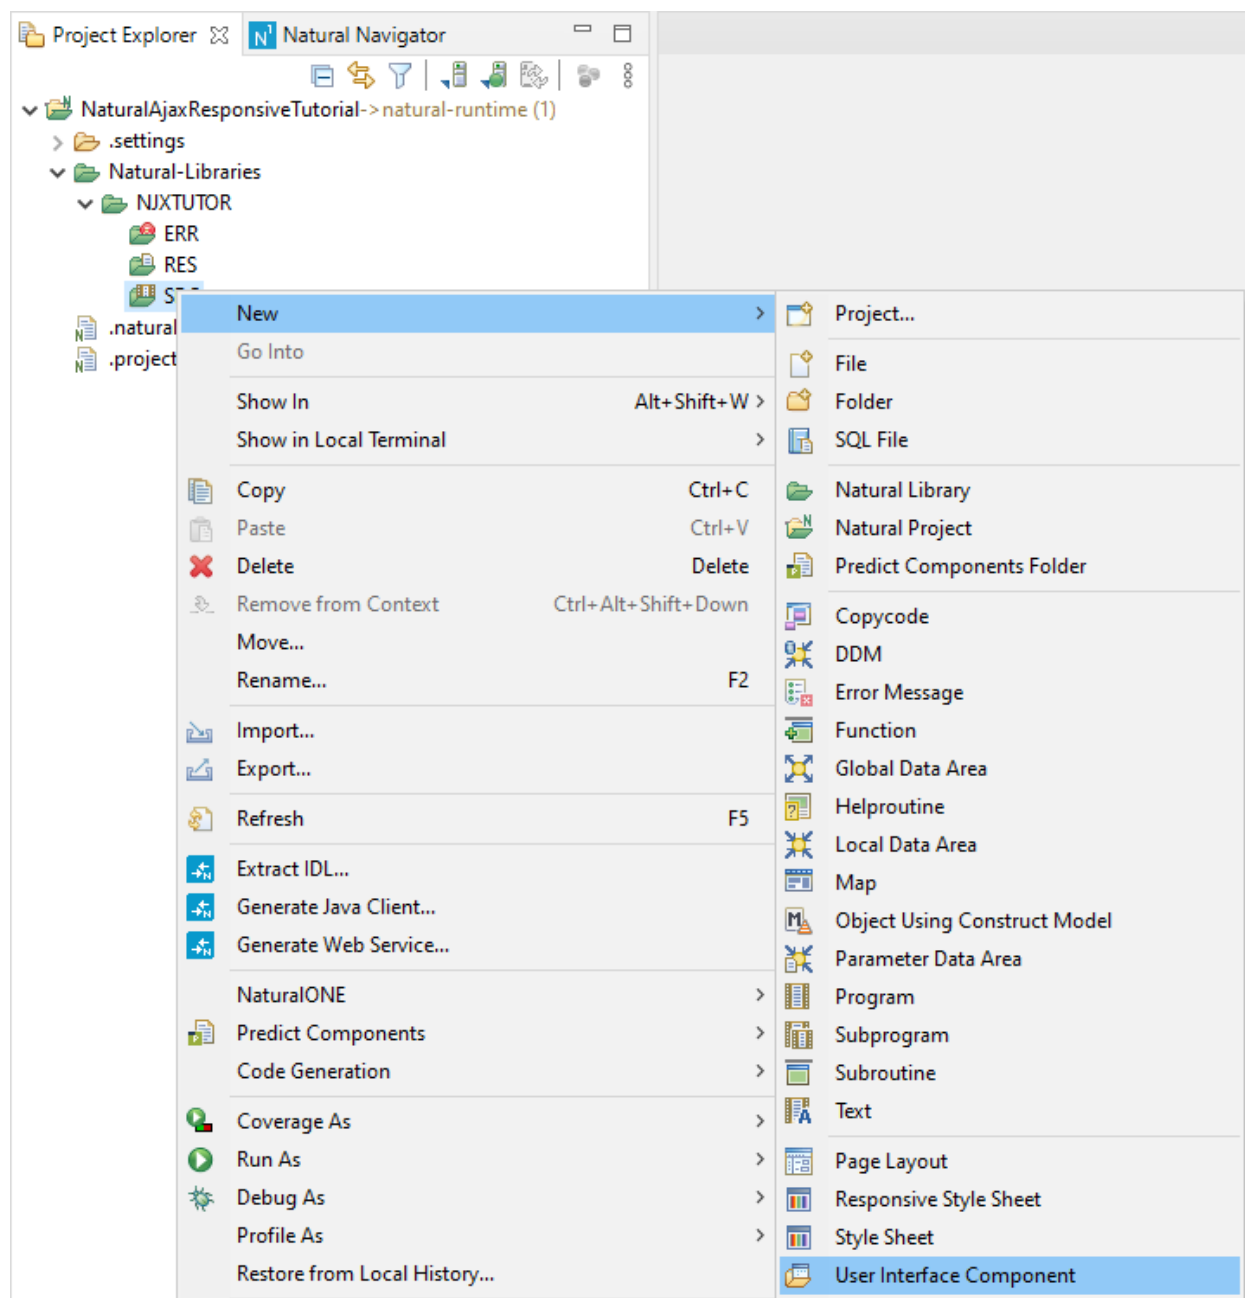 Project Explorer Natural Navigator
NaturalAjaxResponsiveTutorial->natural-runtime (1)
.settings
Natural-Libraries
NJXTUTOR
ERR
RES
.natural
.project
New
Go Into
Show In Alt+Shift+W
Show in Local Terminal
Copy Ctrl+C
Paste Ctrl+V
Delete Delete
Remove from Context Ctrl+Alt+Shift+Down
Move...
Rename... F2
Import...
Export...
Refresh F5
Extract IDL...
Generate Java Client...
Generate Web Service...
NaturalONE
Predict Components
Code Generation
Coverage As
Run As
Debug As
Profile As
Restore from Local History...
Project...
File
Folder
SQL File
Natural Library
Natural Project
Predict Components Folder
Copycode
DDM
Error Message
Function
Global Data Area
Helproutine
Local Data Area
Map
Object Using Construct Model
Parameter Data Area
Program
Subprogram
Subroutine
Text
Page Layout
Responsive Style Sheet
Style Sheet
User Interface Component